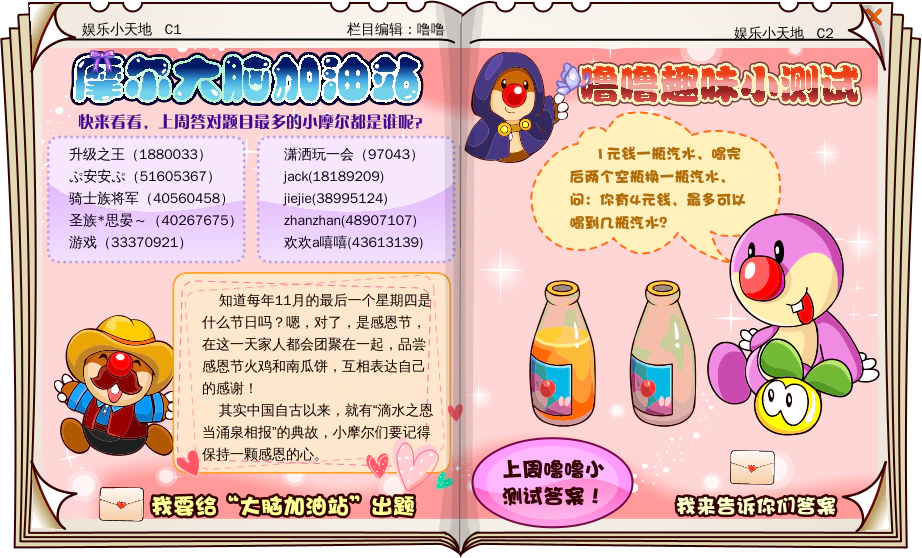 娱乐小天地 C1
栏目编辑：噜噜
摩尔大脑加油站
快来看看，上周答对题目最多的小摩尔都是谁呢？
升级之王（1880033）
ぷ安安ぷ（51605367）
骑士族将军（40560458）
圣族*思晏～（40267675）
游戏（33370921）
潇洒玩一会（97043）
jack(18189209)
jiejie(38995124)
zhanzhan(48907107)
欢欢a嘻嘻(43613139)
知道每年11月的最后一个星期四是
什么节日吗？嗯，对了，是感恩节，
在这一天家人都会团聚在一起，品尝
感恩节火鸡和南瓜饼，互相表达自己
的感谢！
其实中国自古以来，就有“滴水之恩
当涌泉相报”的典故，小摩尔们要记得
保持一颗感恩的心。
我要给“大脑加油站”出题
娱乐小天地 C2
噜噜趣味小测试
1元钱一瓶汽水，喝完
后两个空瓶换一瓶汽水，
问：你有4元钱，最多可以
喝到几瓶汽水？
上周噜噜小
测试答案！
我来告诉你们答案